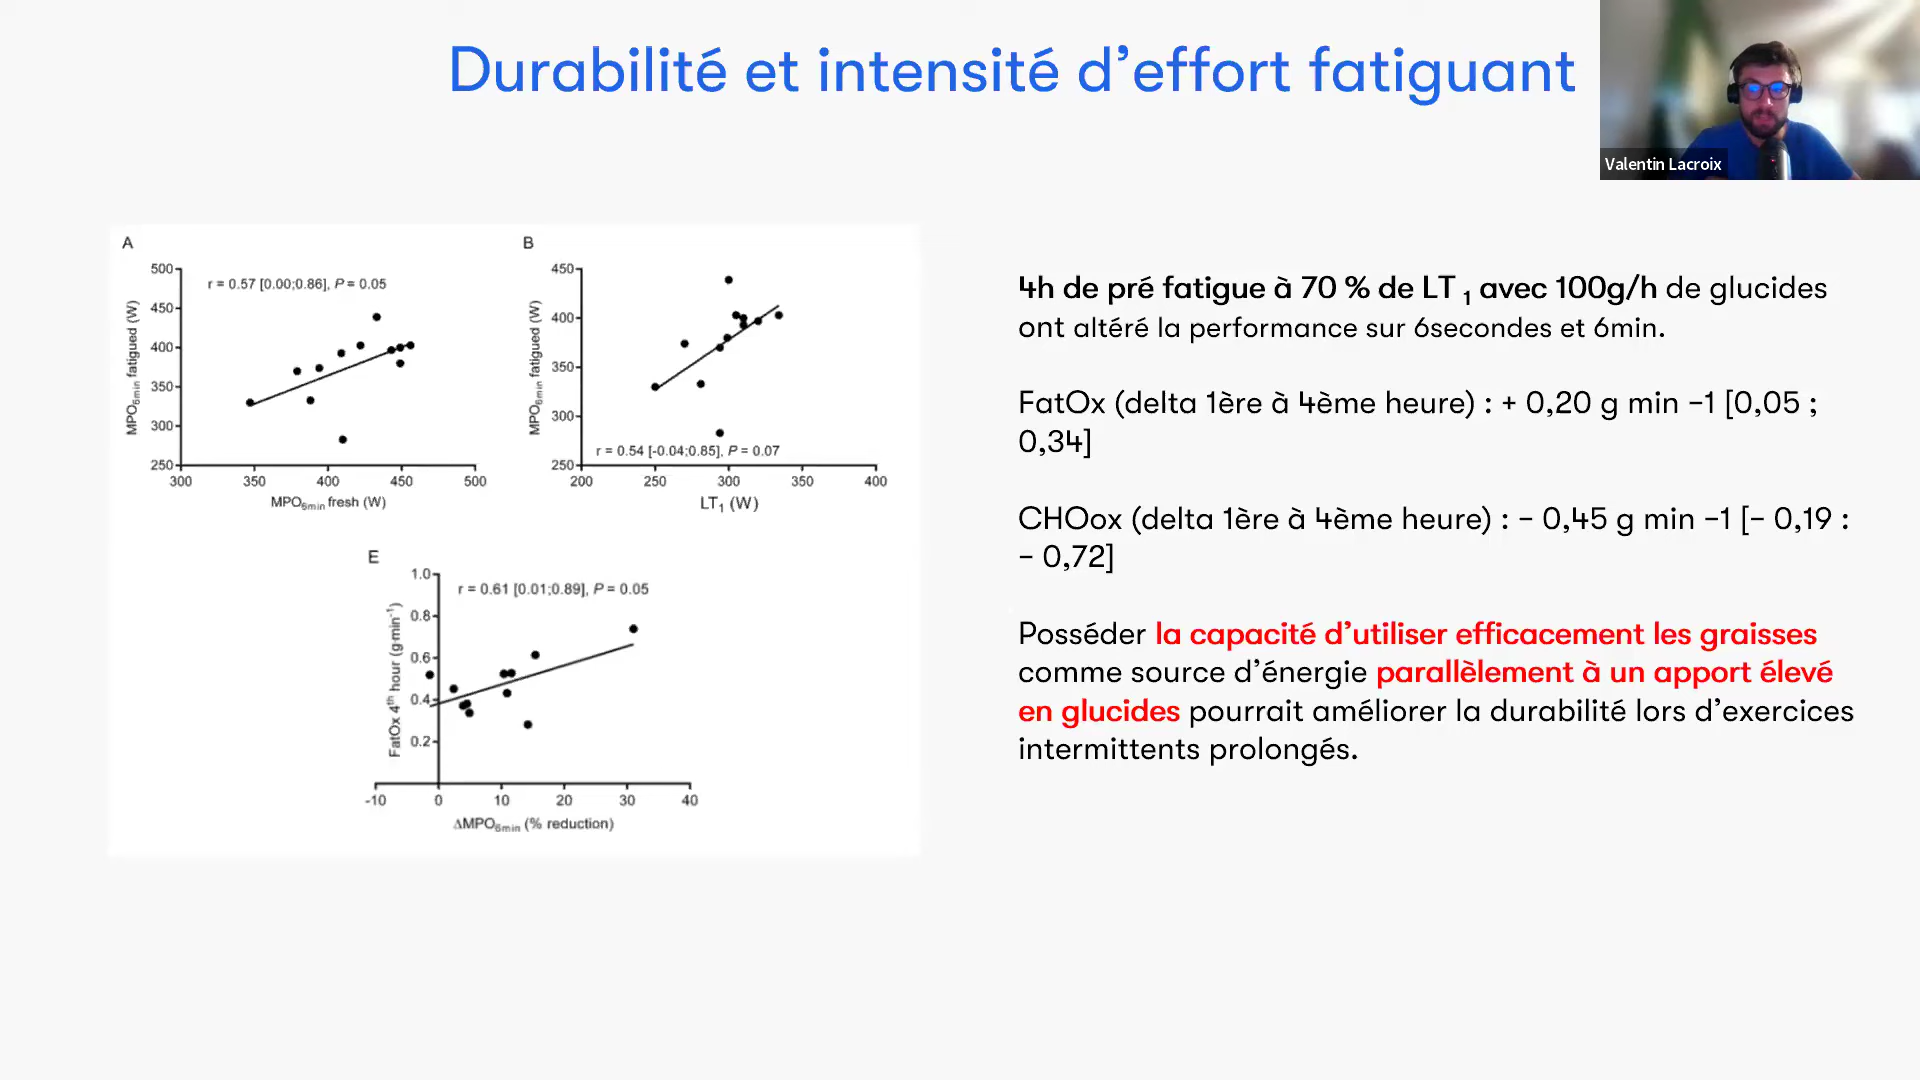 Durabilité et intensité d’effort fatiguant
Valentin Lacroix
A
r = 0.57 [0.00;0.86], P = 0.05
MPO6min fatigued (W)
500
450
400
350
300
250
300
350
400
450
500
MPO6min fresh (W)
B
MPO6min fatigued (W)
450
400
350
300
250
r = 0.54 [-0.04;0.85], P = 0.07
200
250
300
350
400
LT1 (W)
E
r = 0.61 [0.01;0.89], P = 0.05
FatOx 4th hour (g·min-1)
1.0
0.8
0.6
0.4
0.2
-10
0
10
20
30
40
ΔMPO6min (% reduction)
4h de pré fatigue à 70 % de LT 1 avec 100g/h de glucides
ont altéré la performance sur 6secondes et 6min.
FatOx (delta 1ère à 4ème heure) : + 0,20 g min −1 [0,05 ;
0,34]
CHOox (delta 1ère à 4ème heure) : − 0,45 g min −1 [− 0,19 :
− 0,72]
Posséder la capacité d’utiliser efficacement les graisses
comme source d’énergie parallèlement à un apport élevé
en glucides pourrait améliorer la durabilité lors d’exercices
intermittents prolongés.